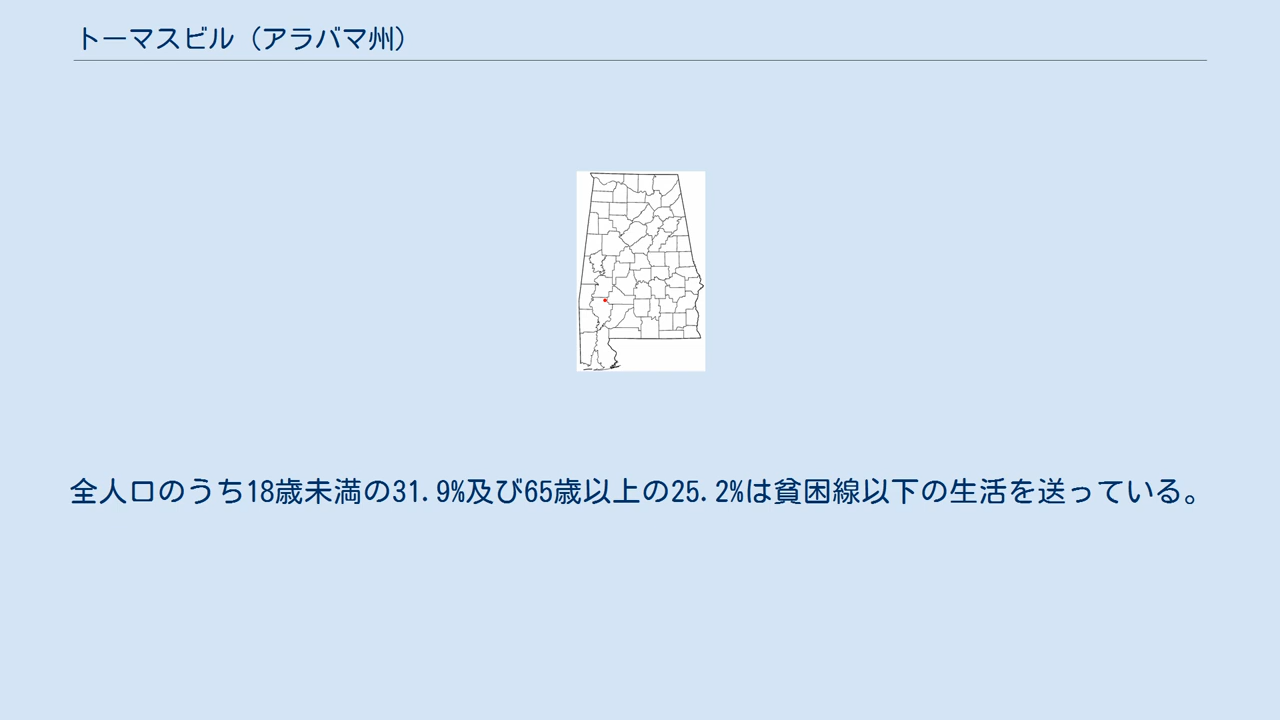 トーマスビル（アラバマ州）
全人口のうち18歳未満の31.9%及び65歳以上の25.2%は貧困線以下の生活を送っている。